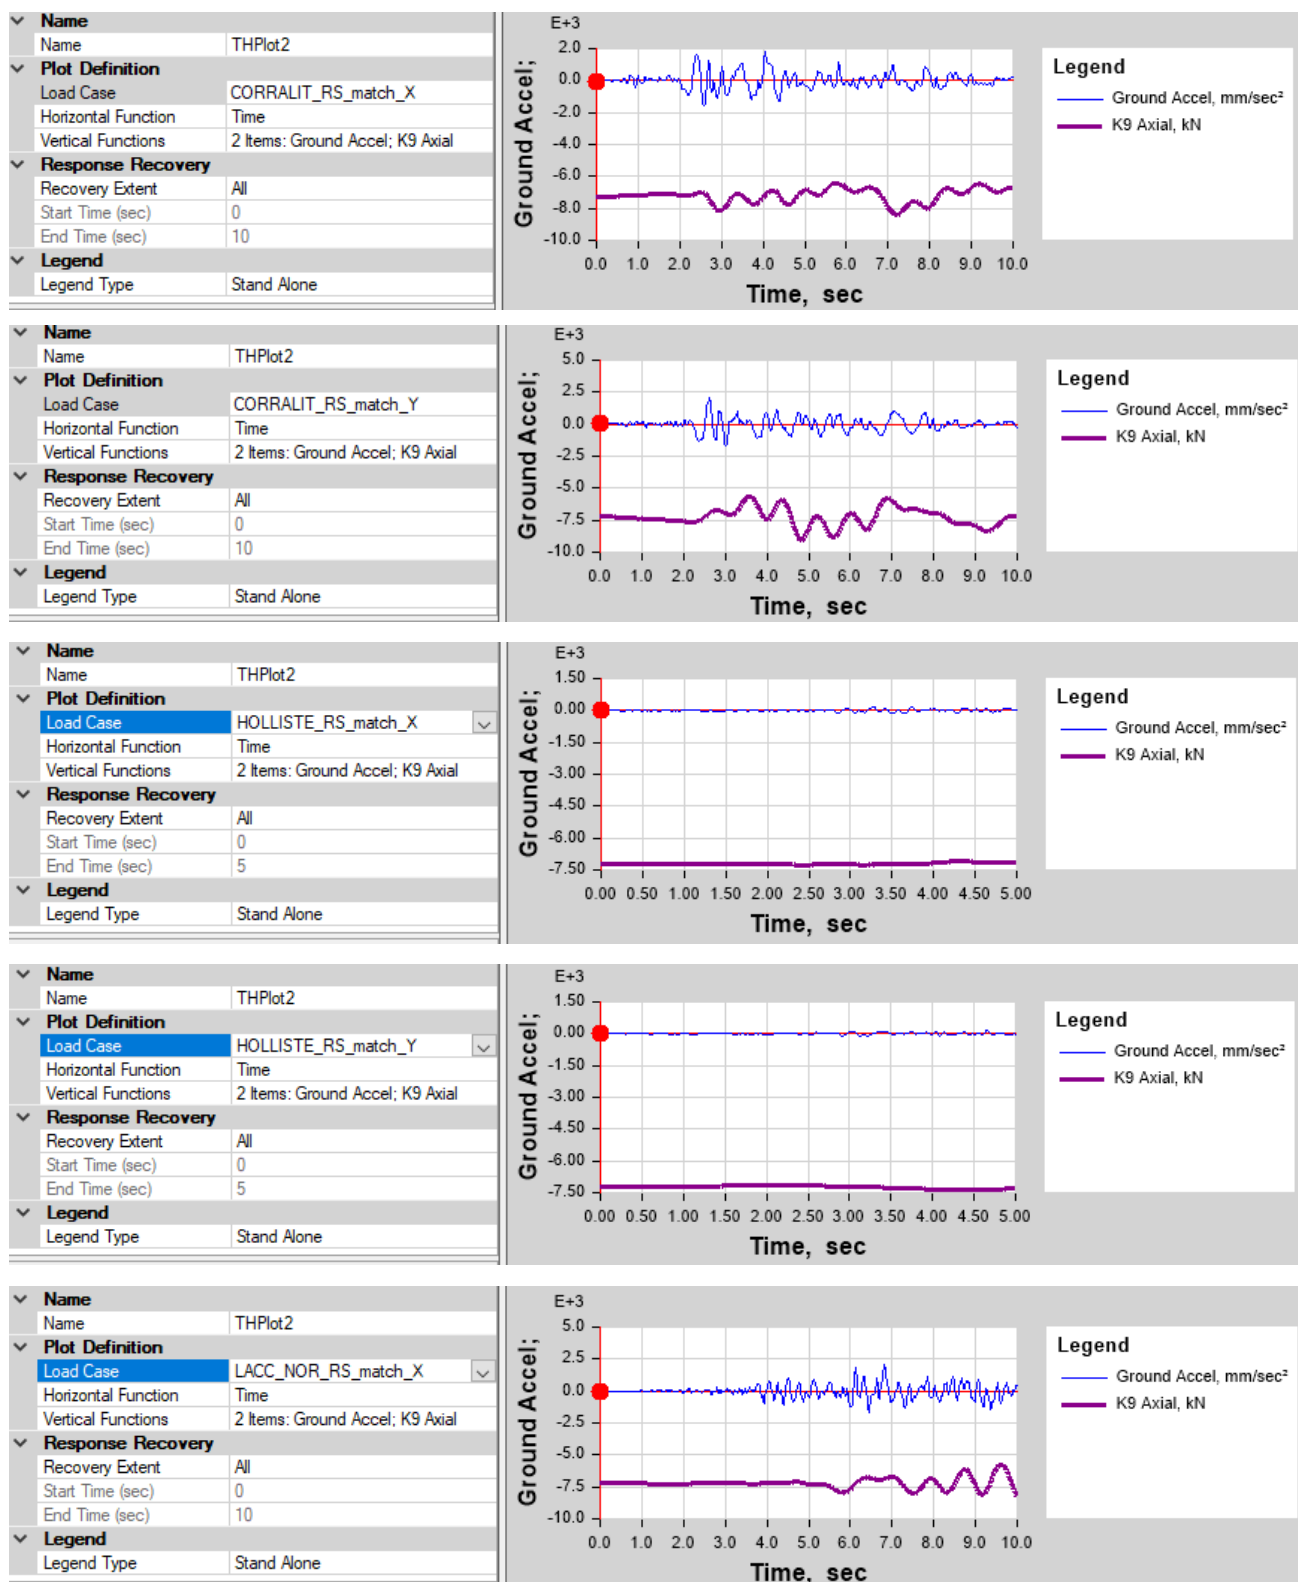 Name
Name THPlot2
Plot Definition
Load Case CORRALIT_RS_match_X
Horizontal Function Time
Vertical Functions 2 Items: Ground Accel; K9 Axial
Response Recovery
Recovery Extent All
Start Time (sec) 0
End Time (sec) 10
Legend
Legend Type Stand Alone
E+3
2.0
0.0
-2.0
-4.0
-6.0
-8.0
-10.0
Ground Accel;
0.0 1.0 2.0 3.0 4.0 5.0 6.0 7.0 8.0 9.0 10.0
Time, sec
Legend
Ground Accel, mm/sec²
K9 Axial, kN
Name
Name THPlot2
Plot Definition
Load Case CORRALIT_RS_match_Y
Horizontal Function Time
Vertical Functions 2 Items: Ground Accel; K9 Axial
Response Recovery
Recovery Extent All
Start Time (sec) 0
End Time (sec) 10
Legend
Legend Type Stand Alone
E+3
5.0
2.5
0.0
-2.5
-5.0
-7.5
-10.0
Ground Accel;
0.0 1.0 2.0 3.0 4.0 5.0 6.0 7.0 8.0 9.0 10.0
Time, sec
Legend
Ground Accel, mm/sec²
K9 Axial, kN
Name
Name THPlot2
Plot Definition
Load Case HOLLISTE_RS_match_X
Horizontal Function Time
Vertical Functions 2 Items: Ground Accel; K9 Axial
Response Recovery
Recovery Extent All
Start Time (sec) 0
End Time (sec) 5
Legend
Legend Type Stand Alone
E+3
1.50
0.00
-1.50
-3.00
-4.50
-6.00
-7.50
Ground Accel;
0.00 0.50 1.00 1.50 2.00 2.50 3.00 3.50 4.00 4.50 5.00
Time, sec
Legend
Ground Accel, mm/sec²
K9 Axial, kN
Name
Name THPlot2
Plot Definition
Load Case HOLLISTE_RS_match_Y
Horizontal Function Time
Vertical Functions 2 Items: Ground Accel; K9 Axial
Response Recovery
Recovery Extent All
Start Time (sec) 0
End Time (sec) 5
Legend
Legend Type Stand Alone
E+3
1.50
0.00
-1.50
-3.00
-4.50
-6.00
-7.50
Ground Accel;
0.00 0.50 1.00 1.50 2.00 2.50 3.00 3.50 4.00 4.50 5.00
Time, sec
Legend
Ground Accel, mm/sec²
K9 Axial, kN
Name
Name THPlot2
Plot Definition
Load Case LACC_NOR_RS_match_X
Horizontal Function Time
Vertical Functions 2 Items: Ground Accel; K9 Axial
Response Recovery
Recovery Extent All
Start Time (sec) 0
End Time (sec) 10
Legend
Legend Type Stand Alone
E+3
5.0
2.5
0.0
-2.5
-5.0
-7.5
-10.0
Ground Accel;
0.0 1.0 2.0 3.0 4.0 5.0 6.0 7.0 8.0 9.0 10.0
Time, sec
Legend
Ground Accel, mm/sec²
K9 Axial, kN